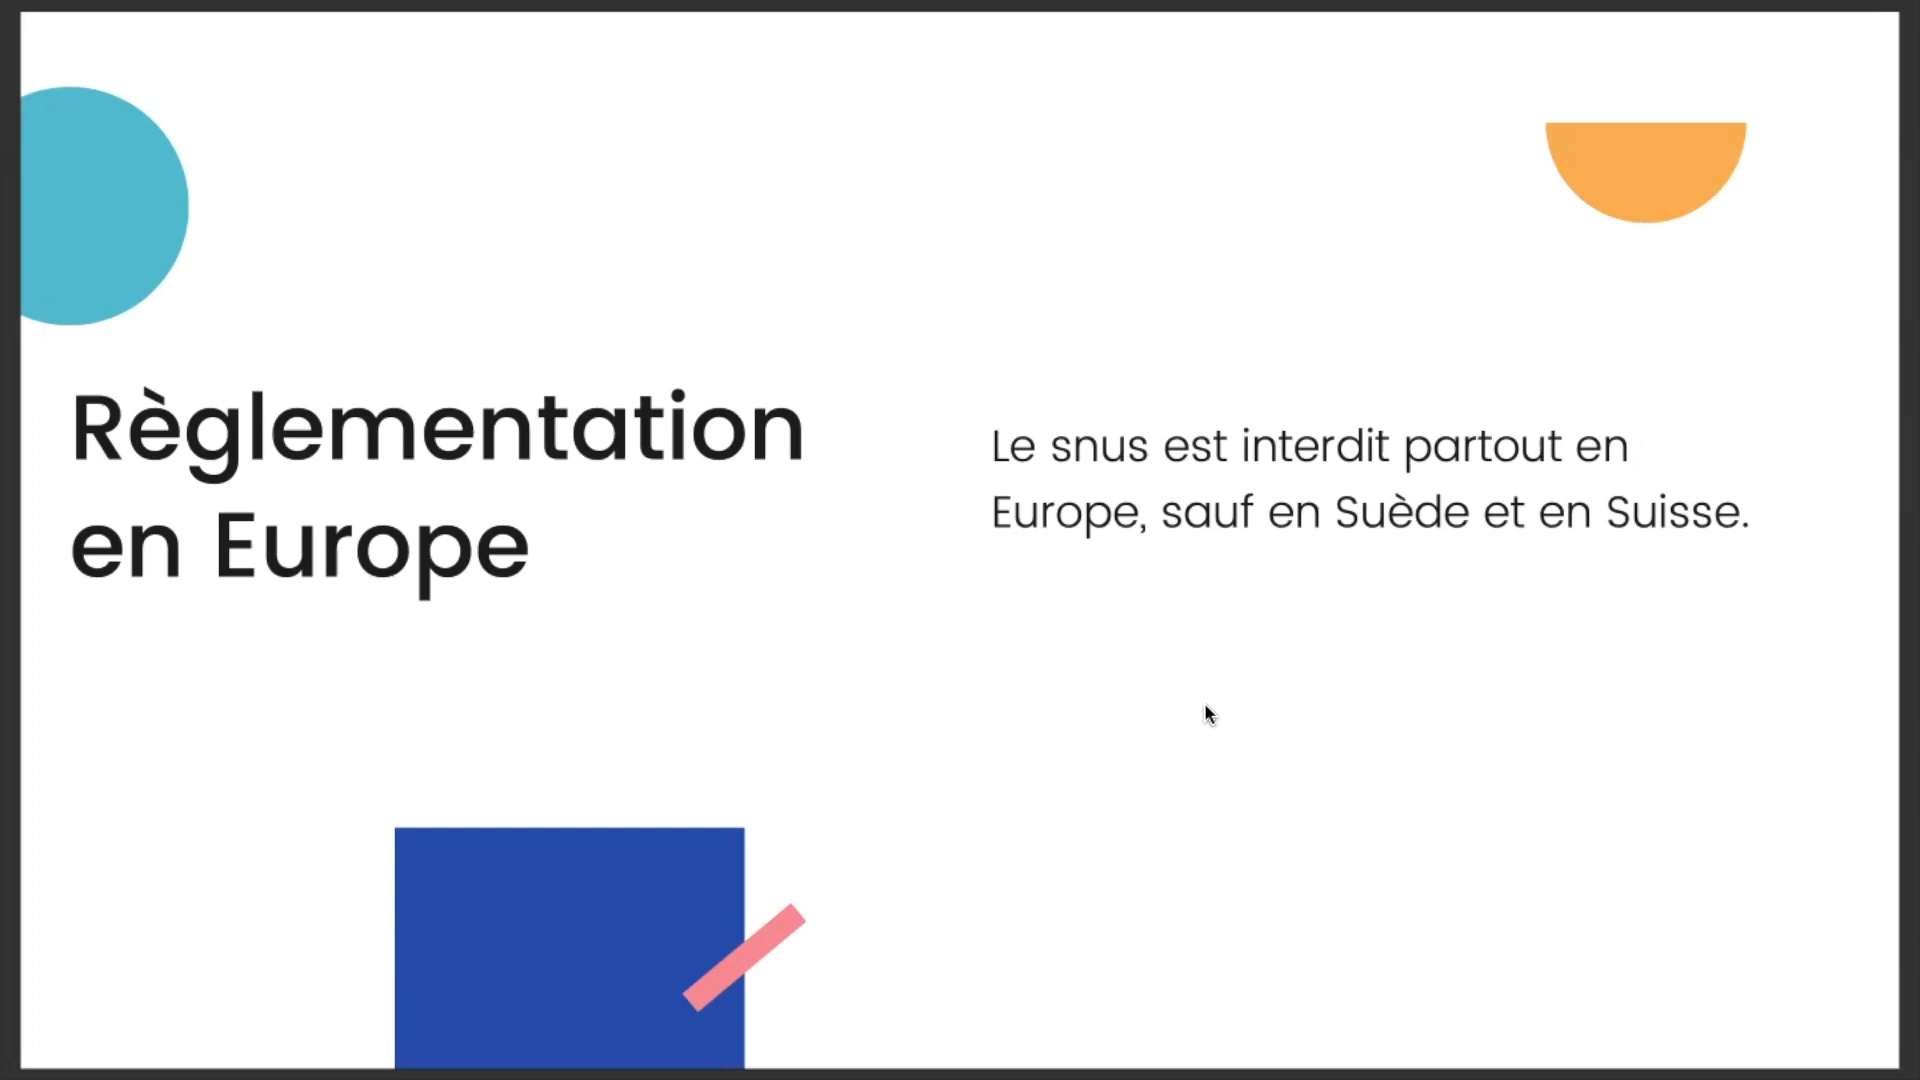 Règlementation
en Europe
Le snus est interdit partout en
Europe, sauf en Suède et en Suisse.